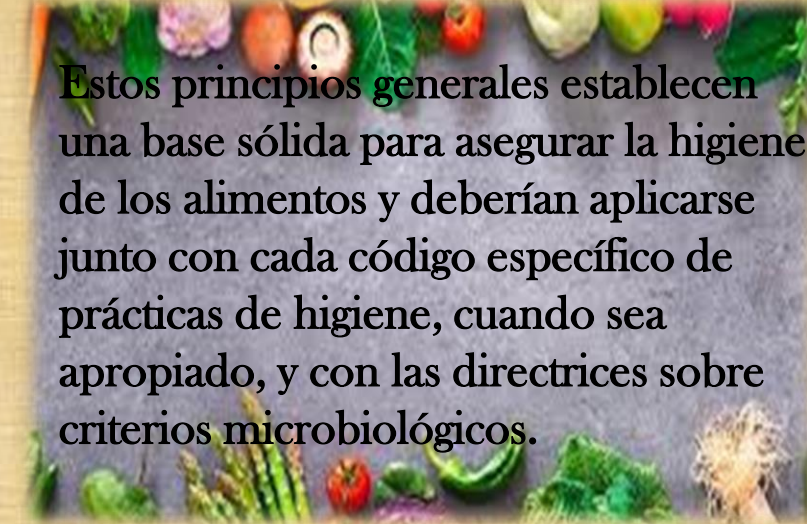 Estos principios generales establecen
una base sólida para asegurar la higiene
de los alimentos y deberían aplicarse
junto con cada código específico de
prácticas de higiene, cuando sea
apropiado, y con las directrices sobre
criterios microbiológicos.